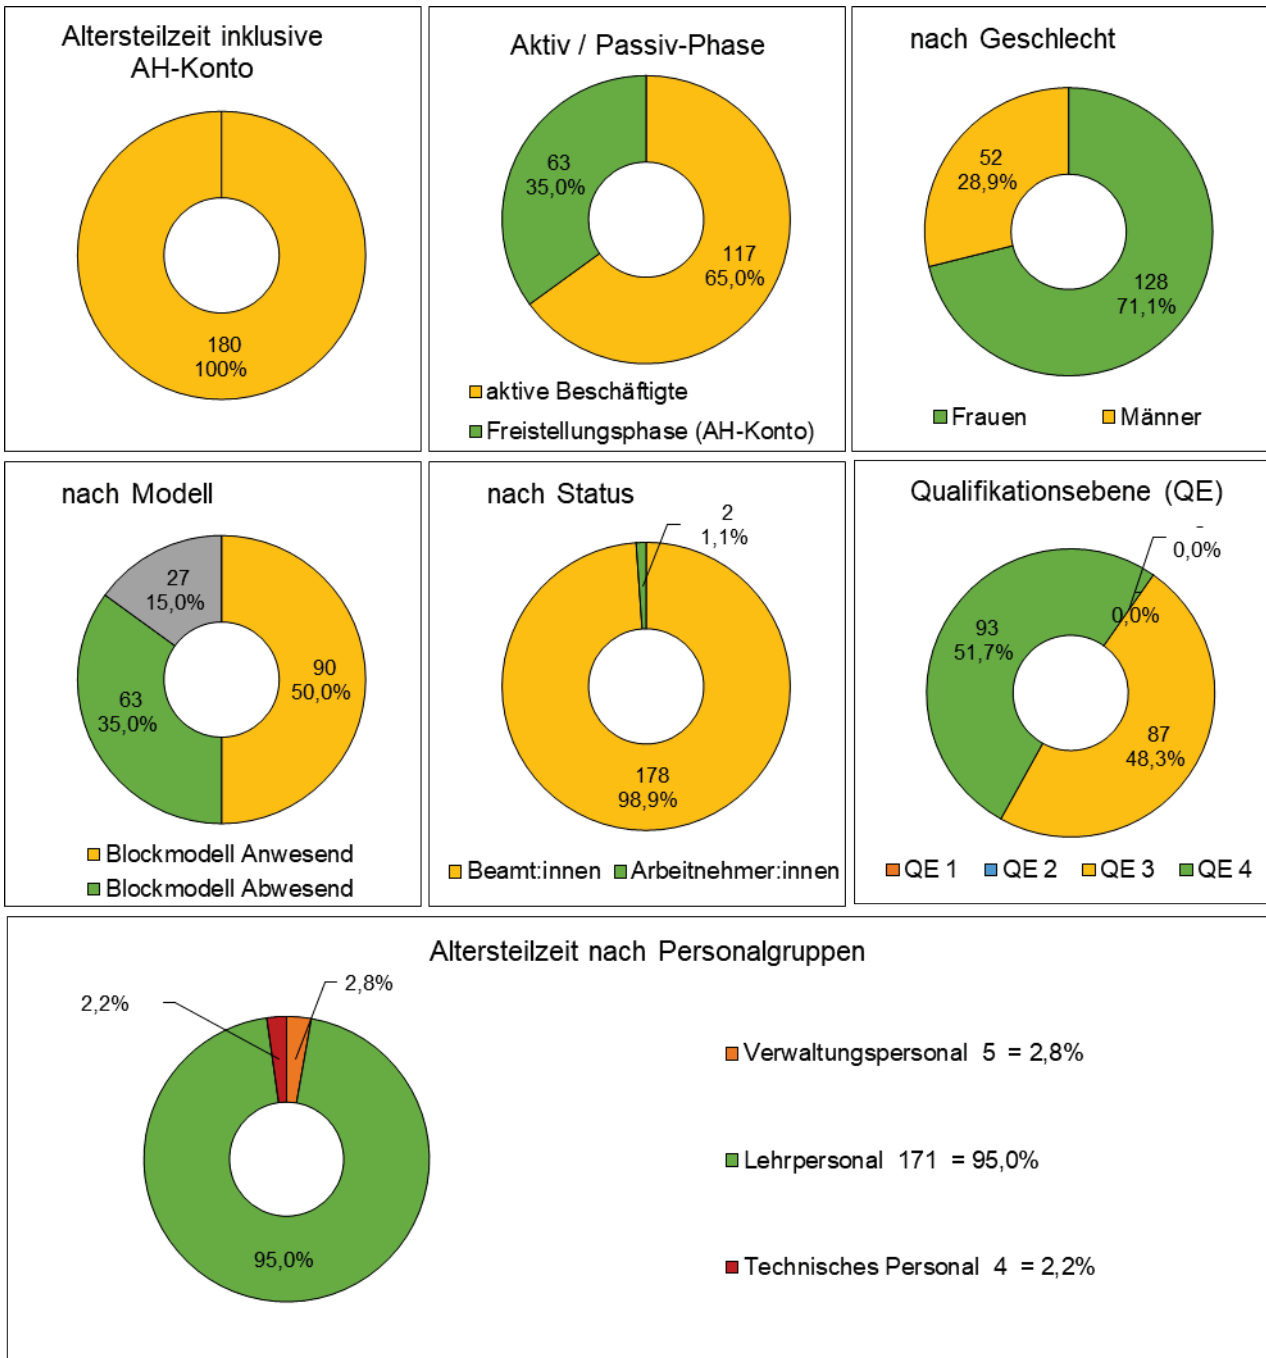 Altersteilzeit inklusive
AH-Konto
180
100%
Aktiv / Passiv-Phase
63
35,0%
117
65,0%
aktive Beschäftigte
Freistellungsphase (AH-Konto)
nach Geschlecht
52
28,9%
128
71,1%
Frauen Männer
nach Modell
27
15,0%
90
50,0%
63
35,0%
Blockmodell Anwesend
Blockmodell Abwesend
nach Status
2
1,1%
178
98,9%
Beamt:innen Arbeitnehmer:innen
Qualifikationsebene (QE)
0,0%
0,0%
93
51,7%
87
48,3%
QE 1 QE 2 QE 3 QE 4
Altersteilzeit nach Personalgruppen
2,2%
2,8%
95,0%
Verwaltungspersonal 5 = 2,8%
Lehrpersonal 171 = 95,0%
Technisches Personal 4 = 2,2%